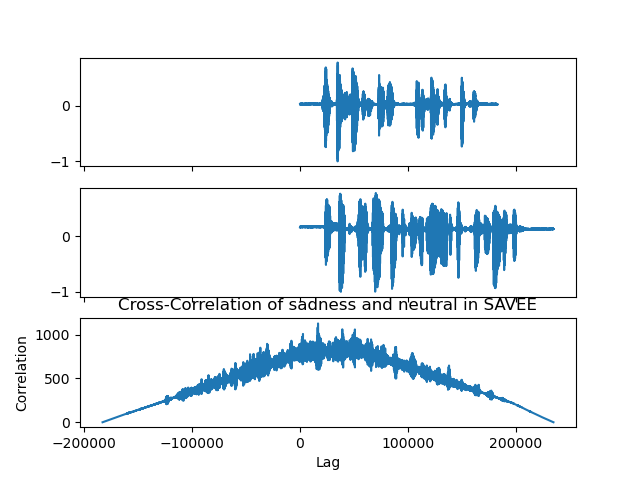 0
−1
0
−1
Cross-Correlation of sadness and neutral in SAVEE
1000
500
0
Correlation
−200000 −100000 0 100000 200000
Lag